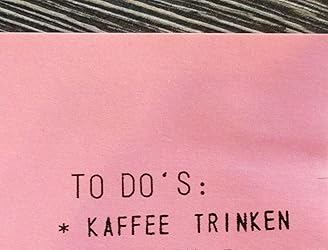 TO DO'S:
* KAFFEE TRINKEN